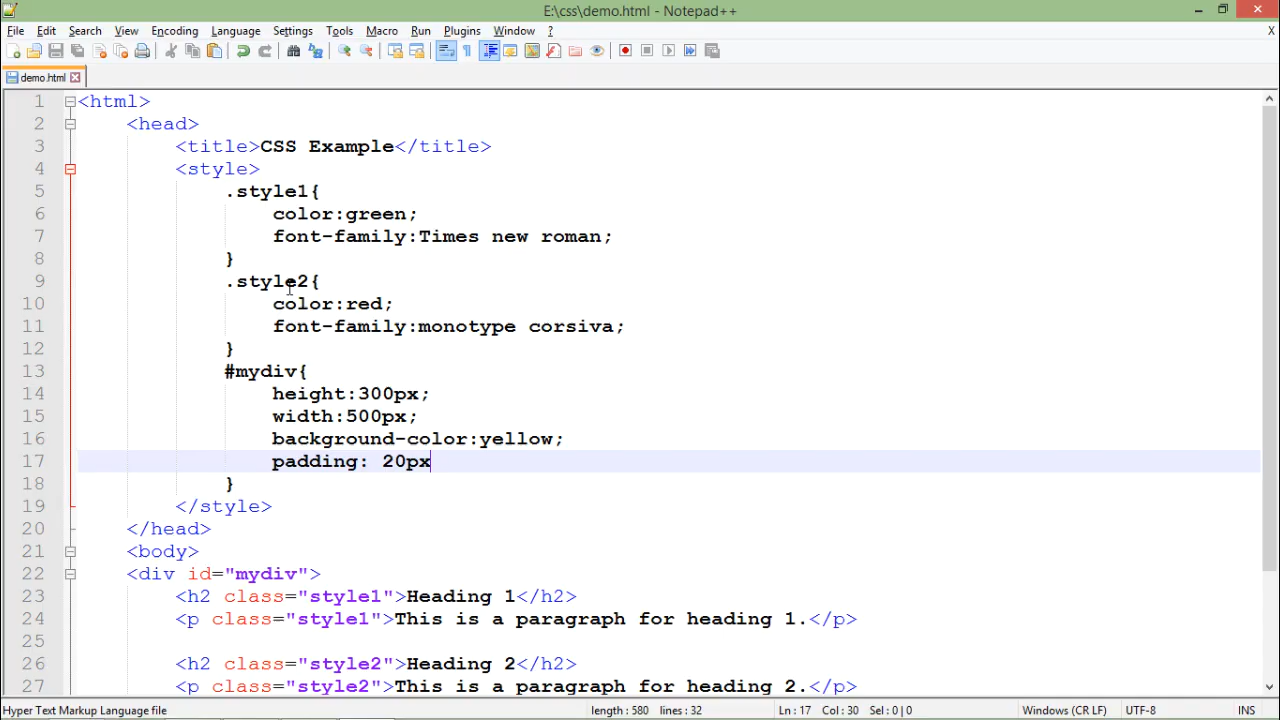 E:\css\demo.html - Notepad++
File Edit Search View Encoding Language Settings Tools Macro Run Plugins Window ? X
demo.html
1 <html>
2 <head>
3 <title>CSS Example</title>
4 <style>
5 .style1{
6 color:green;
7 font-family:Times new roman;
8 }
9 .style2{
10 color:red;
11 font-family:monotype corsiva;
12 }
13 #mydiv{
14 height:300px;
15 width:500px;
16 background-color:yellow;
17 padding: 20px
18 }
19 </style>
20 </head>
21 <body>
22 <div id="mydiv">
23 <h2 class="style1">Heading 1</h2>
24 <p class="style1">This is a paragraph for heading 1.</p>
25
26 <h2 class="style2">Heading 2</h2>
27 <p class="style2">This is a paragraph for heading 2.</p>
Hyper Text Markup Language file length : 580 lines : 32 Ln : 17 Col : 30 Sel : 0 | 0 Windows (CR LF) UTF-8 INS